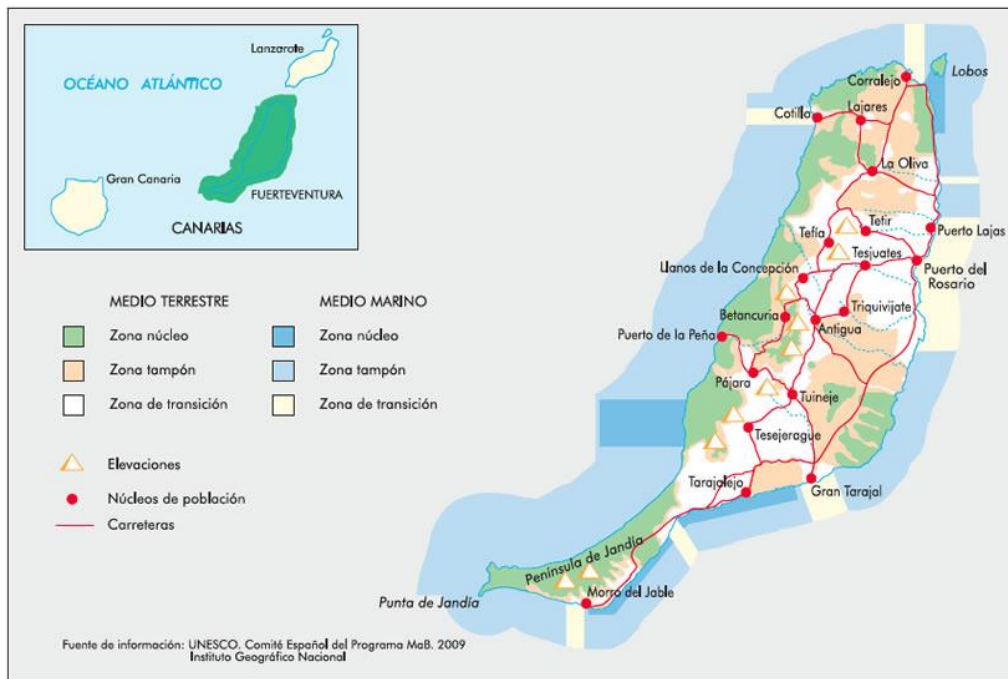 Lanzarote
OCÉANO ATLÁNTICO
Gran Canaria
FUERTEVENTURA
CANARIAS
MEDIO TERRESTRE
Zona núcleo
Zona tampón
Zona de transición
MEDIO MARINO
Zona núcleo
Zona tampón
Zona de transición
Elevaciones
Núcleos de población
Carreteras
Corralejo
Lobos
Cotilla
Lajares
La Oliva
Tetir
Puerto Lajas
Tefía
Tesjuates
Llanos de la Concepción
Puerto del
Rosario
Betancuria
Triquivijate
Antigua
Puerto de la Peña
Pájara
Tuineje
Tesejerague
Tarajalejo
Gran Tarajal
Península de Jandía
Punta de Jandía
Morro del Jable
Fuente de información: UNESCO. Comité Español del Programa MaB. 2009
Instituto Geográfico Nacional